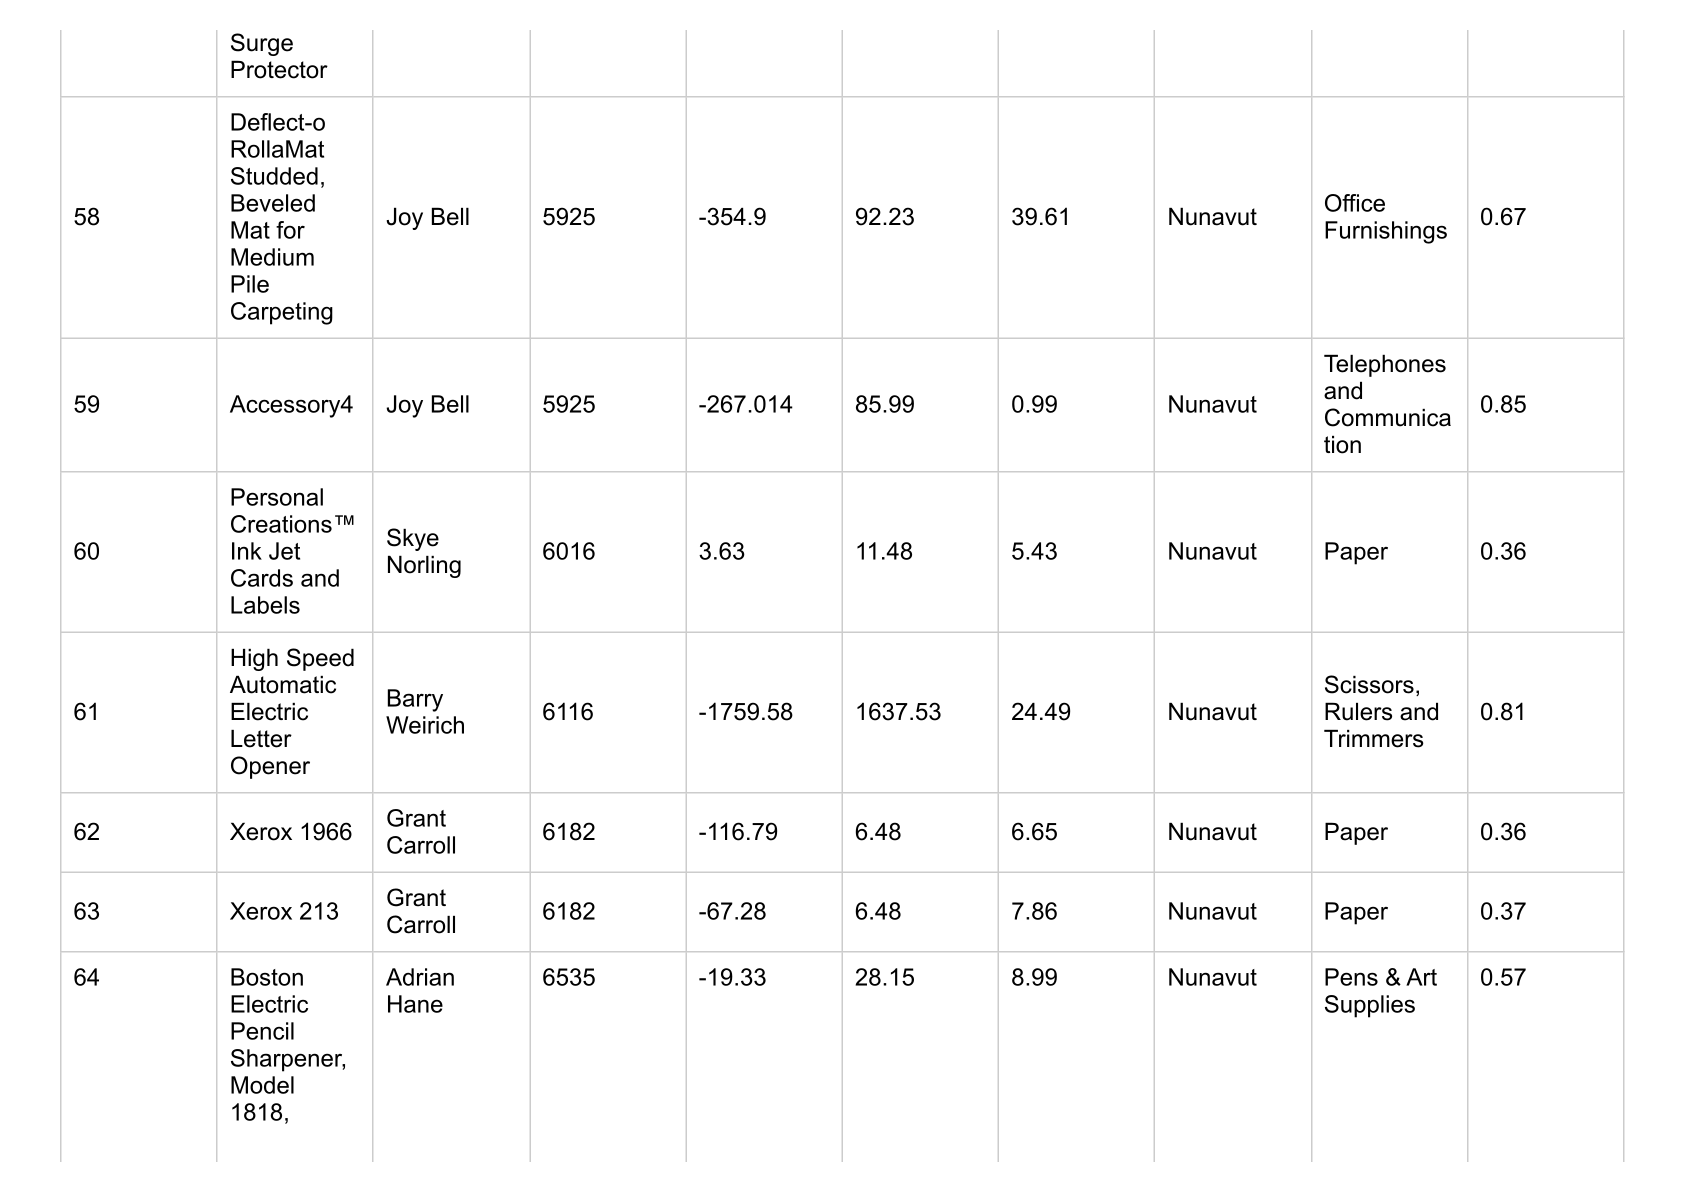 Surge
Protector
58
Deflect-o
RollaMat
Studded,
Beveled
Mat for
Medium
Pile
Carpeting
Joy Bell
5925
-354.9
92.23
39.61
Nunavut
Office
Furnishings
0.67
59
Accessory4
Joy Bell
5925
-267.014
85.99
0.99
Nunavut
Telephones
and
Communica
tion
0.85
60
Personal
Creations™
Ink Jet
Cards and
Labels
Skye
Norling
6016
3.63
11.48
5.43
Nunavut
Paper
0.36
61
High Speed
Automatic
Electric
Letter
Opener
Barry
Weirich
6116
-1759.58
1637.53
24.49
Nunavut
Scissors,
Rulers and
Trimmers
0.81
62
Xerox 1966
Grant
Carroll
6182
-116.79
6.48
6.65
Nunavut
Paper
0.36
63
Xerox 213
Grant
Carroll
6182
-67.28
6.48
7.86
Nunavut
Paper
0.37
64
Boston
Electric
Pencil
Sharpener,
Model
1818,
Adrian
Hane
6535
-19.33
28.15
8.99
Nunavut
Pens & Art
Supplies
0.57